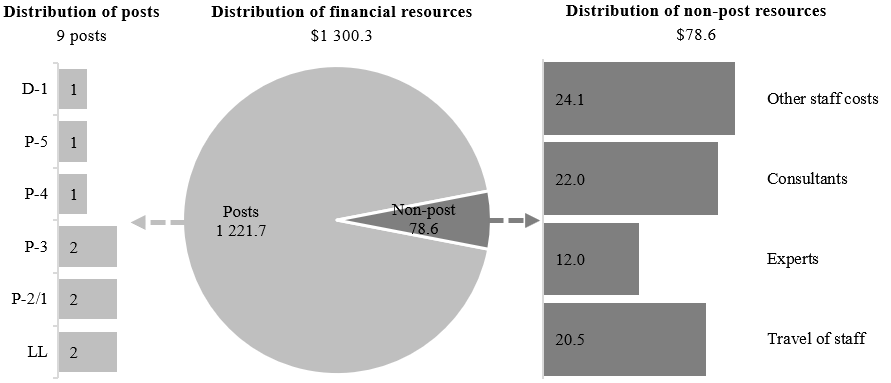 Distribution of posts
9 posts
D-1 1
P-5 1
P-4 1
P-3 2
P-2/1 2
LL 2
Distribution of financial resources
$1 300.3
Posts
1 221.7
Non-post
78.6
Distribution of non-post resources
$78.6
24.1 Other staff costs
22.0 Consultants
12.0 Experts
20.5 Travel of staff